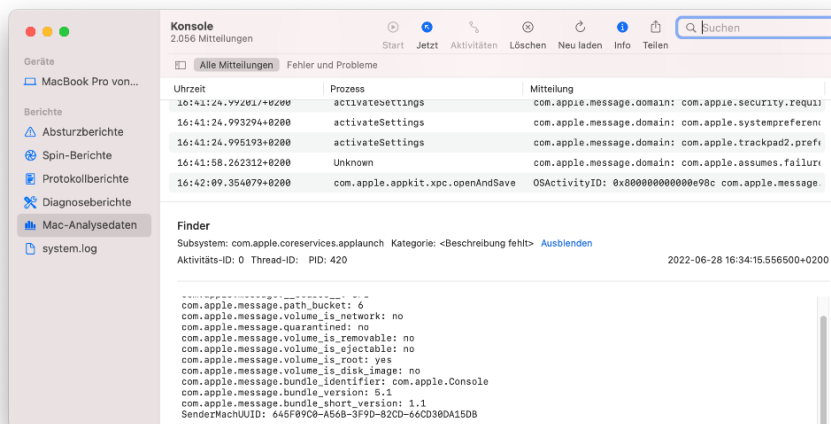 Konsole
2.056 Mitteilungen
Start Jetzt Aktivitäten Löschen Neu laden Info Teilen
Suchen
Geräte
MacBook Pro von...
Berichte
Absturzberichte
Spin-Berichte
Protokollberichte
Diagnoseberichte
Mac-Analysedaten
system.log
Alle Mitteilungen Fehler und Probleme
Uhrzeit Prozess Mitteilung
16:41:24.992017+0200 activateSettings com.apple.message.domain: com.apple.security.requi
16:41:24.993294+0200 activateSettings com.apple.message.domain: com.apple.systempreferenc
16:41:24.995193+0200 activateSettings com.apple.message.domain: com.apple.trackpad2.prefe
16:41:58.262312+0200 Unknown com.apple.message.domain: com.apple.assumes.failure
16:42:09.354079+0200 com.apple.appkit.xpc.openAndSave OSActivityID: 0x800000000000e98c com.apple.message.
Finder
Subsystem: com.apple.coreservices.applaunch Kategorie: <Beschreibung fehlt> Ausblenden
Aktivitäts-ID: 0 Thread-ID: PID: 420 2022-06-28 16:34:15.556500+0200
com.apple.message.path_bucket: 6
com.apple.message.volume_is_network: no
com.apple.message.quarantined: no
com.apple.message.volume_is_removable: no
com.apple.message.volume_is_ejectable: no
com.apple.message.volume_is_root: yes
com.apple.message.volume_is_disk_image: no
com.apple.message.bundle_identifier: com.apple.Console
com.apple.message.bundle_version: 5.1
com.apple.message.bundle_short_version: 1.1
SenderMachUUID: 645F09C0-A56B-3F9D-82CD-66CD30DA15DB